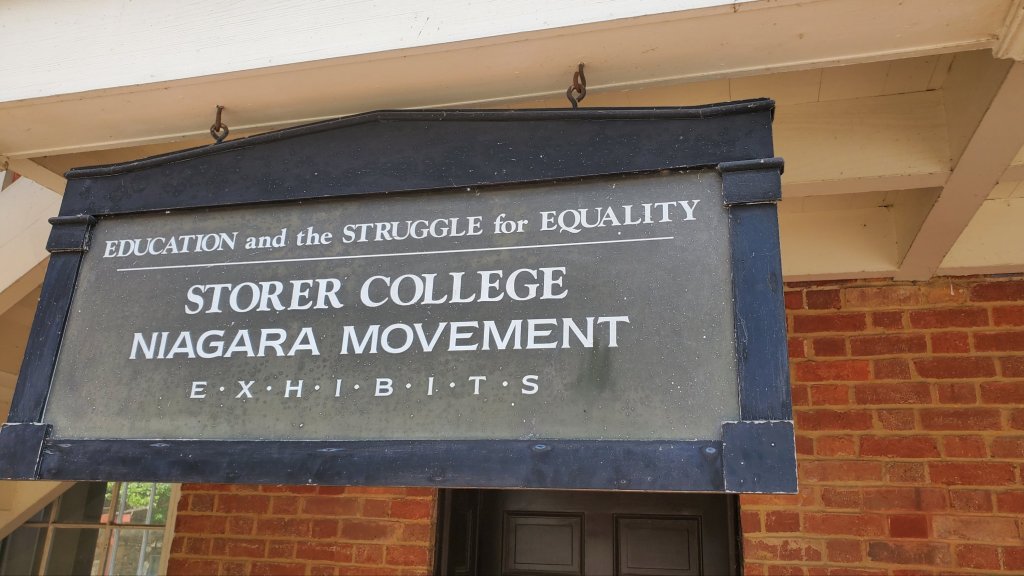 EDUCATION and the STRUGGLE for EQUALITY
STORER COLLEGE
NIAGARA MOVEMENT
E·X·H·I·B·I·T·S